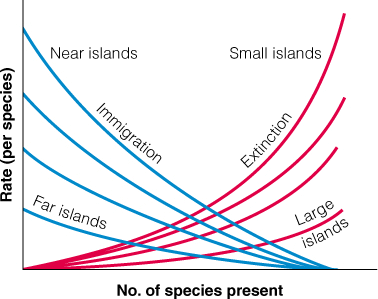 Near islands
Small islands
Immigration
Extinction
Far islands
Large
islands
Rate (per species)
No. of species present